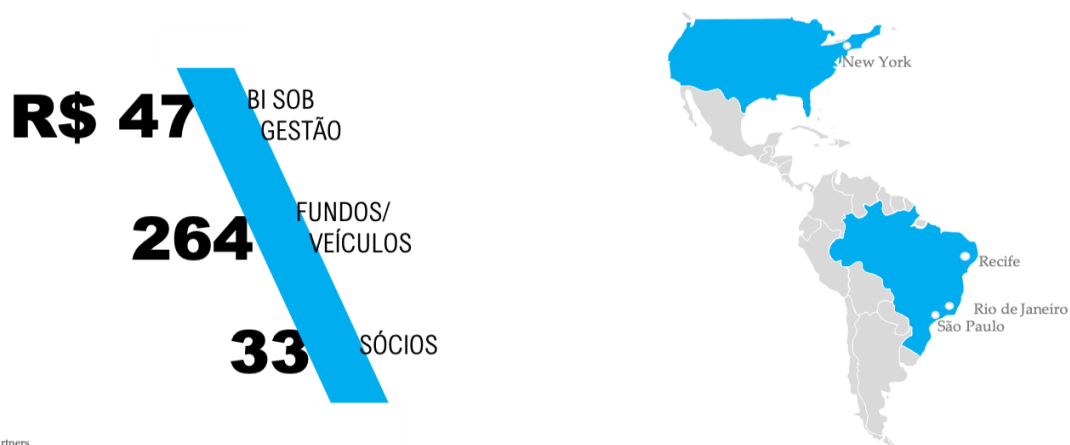 R$ 47
BI SOB
GESTÃO
264
FUNDOS/
VEÍCULOS
33
SÓCIOS
New York
Recife
Rio de Janeiro
São Paulo